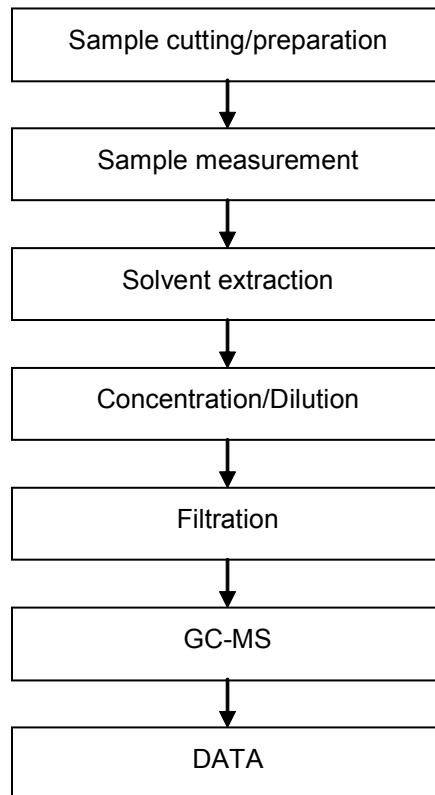 Sample cutting/preparation
Sample measurement
Solvent extraction
Concentration/Dilution
Filtration
GC-MS
DATA